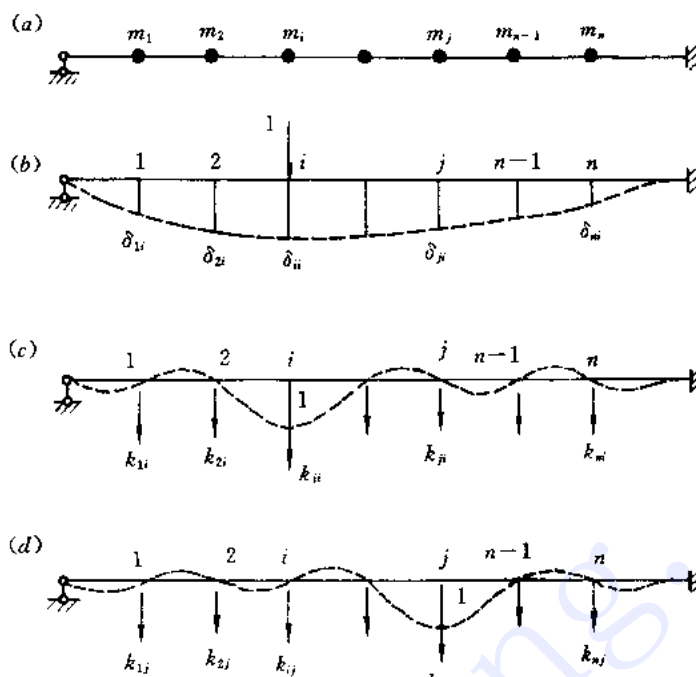 (a) m₁ m₂ mᵢ mⱼ mₙ₋₁ mₙ
1
(b) 1 2 i j n−1 n
δ₁ᵢ δ₂ᵢ δᵢᵢ δⱼᵢ δₙᵢ
(c) 1 2 i j n−1 n
1
k₁ᵢ k₂ᵢ kᵢᵢ kⱼᵢ kₙᵢ
(d) 1 2 i j n−1 n
1
k₁ⱼ k₂ⱼ kᵢⱼ kₙⱼ
ng.